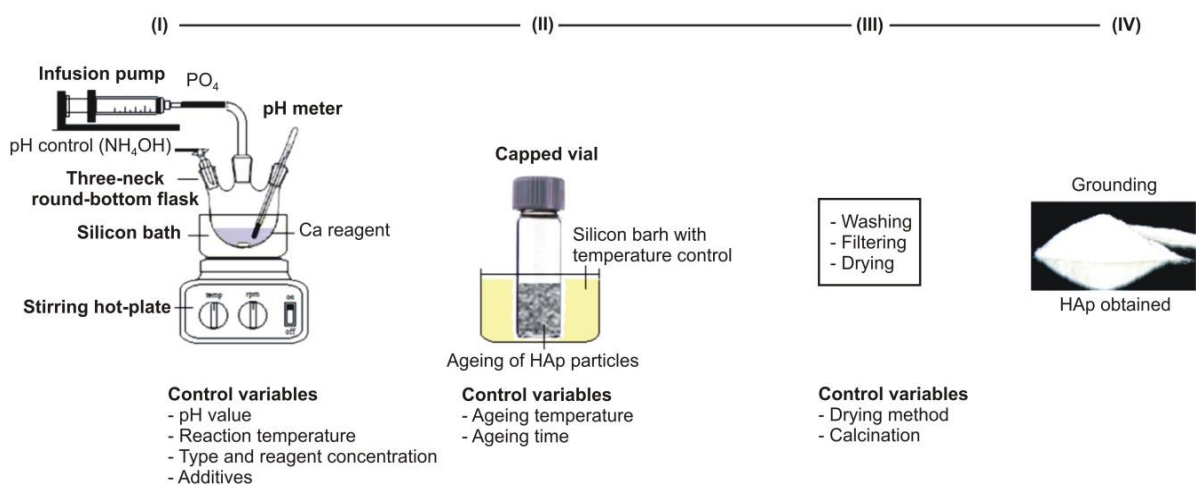 (I)
(II)
(III)
(IV)
Infusion pump
PO4
pH meter
pH control (NH4OH)
Three-neck
round-bottom flask
Silicon bath
Ca reagent
Stirring hot-plate
temp
rpm
on
off
Control variables
- pH value
- Reaction temperature
- Type and reagent concentration
- Additives
Capped vial
Silicon barh with
temperature control
Ageing of HAp particles
Control variables
- Ageing temperature
- Ageing time
- Washing
- Filtering
- Drying
Control variables
- Drying method
- Calcination
Grounding
HAp obtained